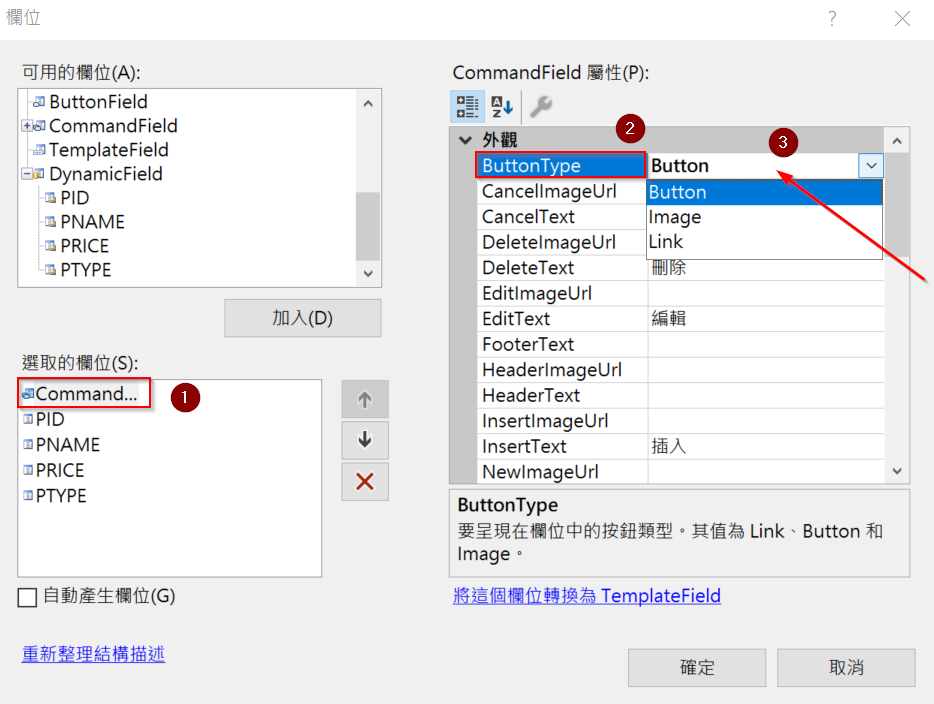 欄位
?
可用的欄位(A):
ButtonField
CommandField
TemplateField
DynamicField
PID
PNAME
PRICE
PTYPE
加入(D)
選取的欄位(S):
Command...
1
PID
PNAME
PRICE
PTYPE
自動產生欄位(G)
重新整理結構描述
CommandField 屬性(P):
A
Z
外觀
2
3
ButtonType Button
CancelImageUrl Button
CancelText Image
DeleteImageUrl Link
DeleteText 刪除
EditImageUrl
EditText 編輯
FooterText
HeaderImageUrl
HeaderText
InsertImageUrl
InsertText 插入
NewImageUrl
ButtonType
要呈現在欄位中的按鈕類型。其值為 Link、Button 和
Image。
將這個欄位轉換為 TemplateField
確定
取消